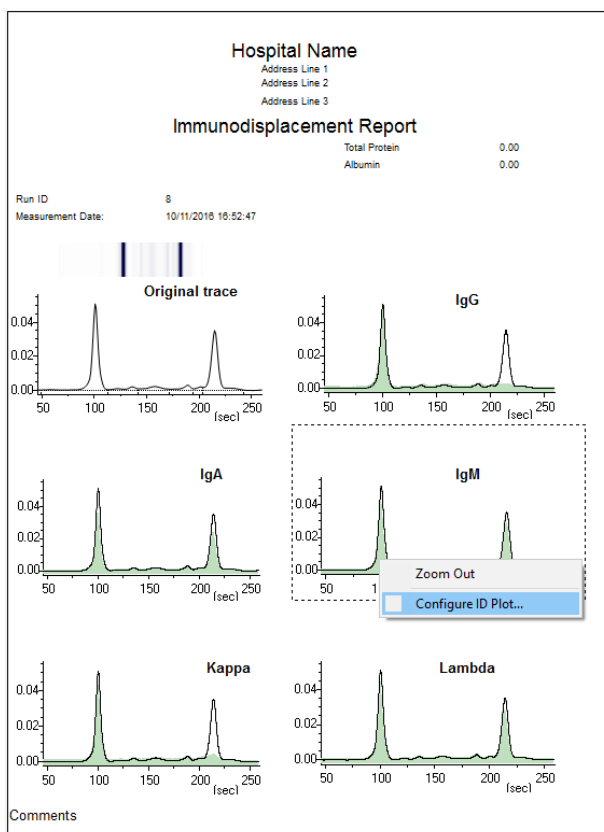 Hospital Name
Address Line 1
Address Line 2
Address Line 3
Immunodisplacement Report
Total Protein 0.00
Albumin 0.00
Run ID 8
Measurement Date: 10/11/2016 16:52:47
Original trace
0.04
0.02
0.00
50 100 150 200 250
[sec]
IgG
0.04
0.02
0.00
50 100 150 200 250
[sec]
IgA
0.04
0.02
0.00
50 100 150 200 250
[sec]
IgM
0.04
0.02
0.00
50
Zoom Out
Configure ID Plot...
Kappa
0.04
0.02
0.00
50 100 150 200 250
[sec]
Lambda
0.04
0.02
0.00
50 100 150 200 250
[sec]
Comments